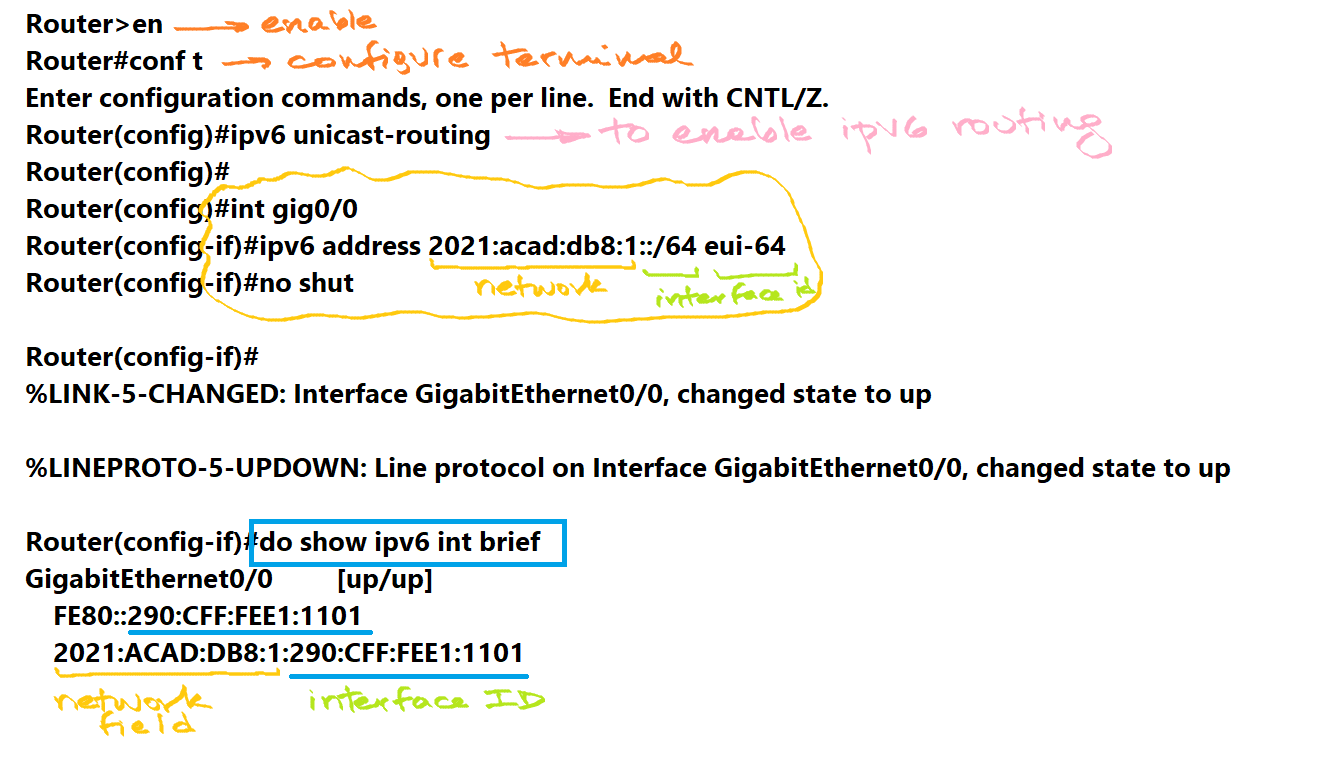 Router>en → enable
Router#conf t → configure terminal
Enter configuration commands, one per line. End with CNTL/Z.
Router(config)#ipv6 unicast-routing → to enable ipv6 routing
Router(config)#
Router(config)#int gig0/0
Router(config-if)#ipv6 address 2021:acad:db8:1::/64 eui-64
Router(config-if)#no shut
network interface id
Router(config-if)#
%LINK-5-CHANGED: Interface GigabitEthernet0/0, changed state to up
%LINEPROTO-5-UPDOWN: Line protocol on Interface GigabitEthernet0/0, changed state to up
Router(config-if)#do show ipv6 int brief
GigabitEthernet0/0 [up/up]
FE80::290:CFF:FEE1:1101
2021:ACAD:DB8:1:290:CFF:FEE1:1101
network interface ID
field